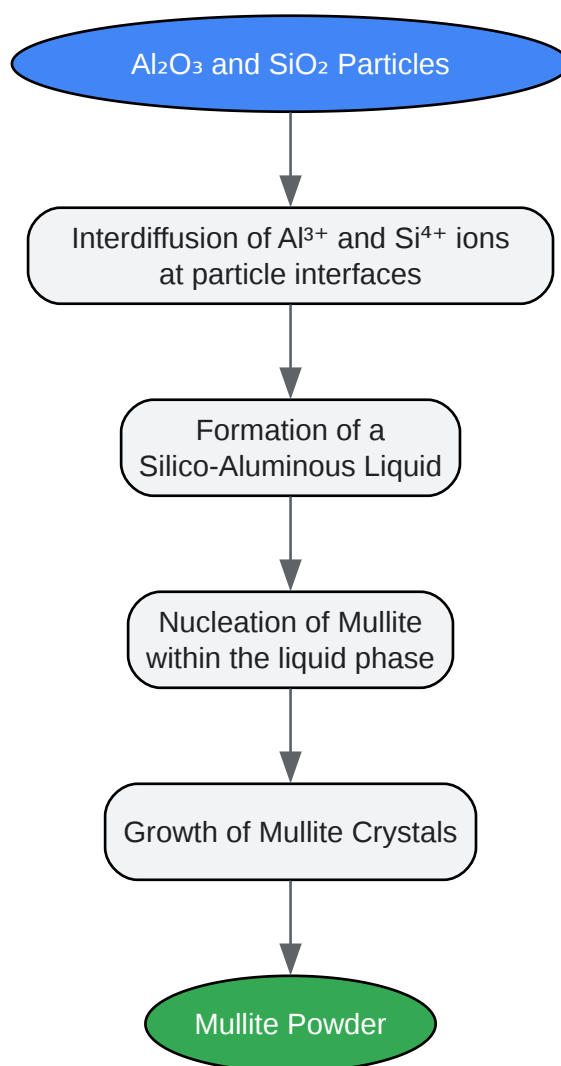 Al₂O₃ and SiO₂ Particles
Interdiffusion of Al³⁺ and Si⁴⁺ ions
at particle interfaces
Formation of a
Silico-Aluminous Liquid
Nucleation of Mullite
within the liquid phase
Growth of Mullite Crystals
Mullite Powder